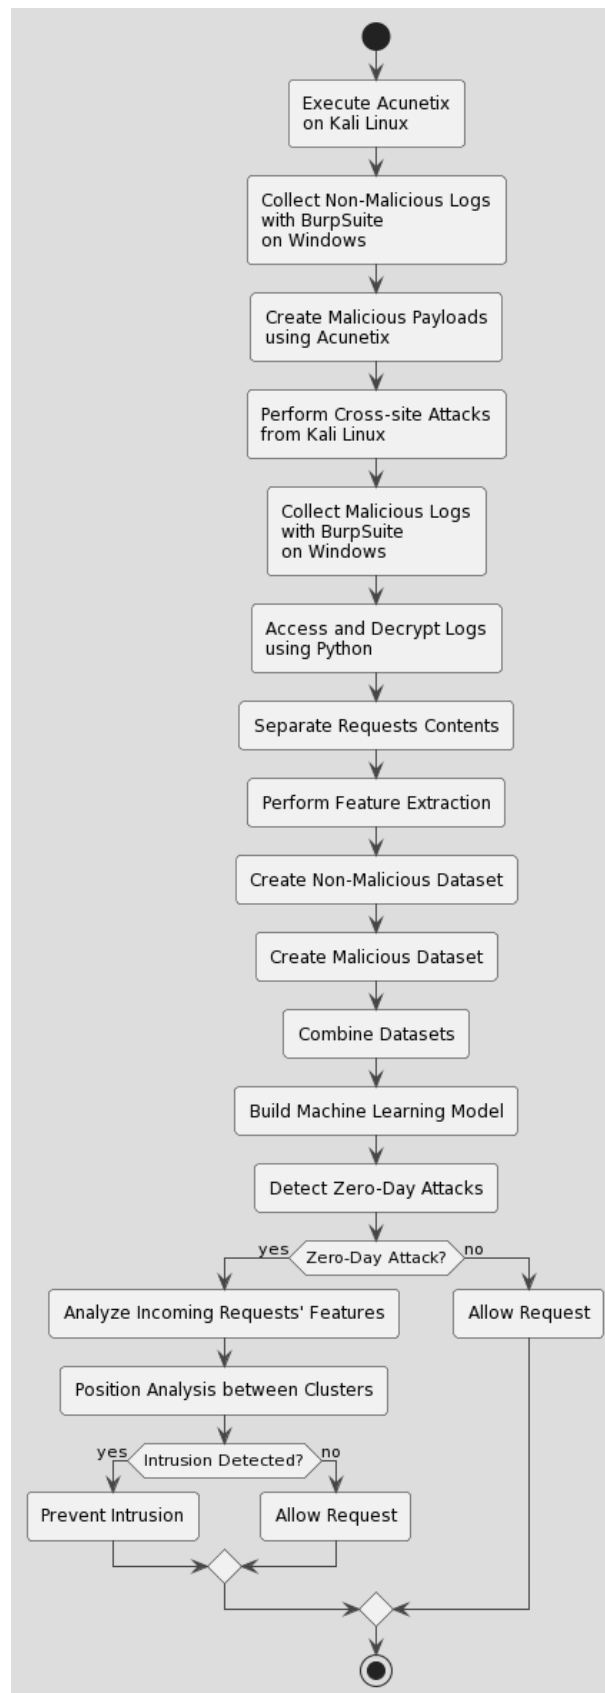 Execute Acunetix
on Kali Linux
Collect Non-Malicious Logs
with BurpSuite
on Windows
Create Malicious Payloads
using Acunetix
Perform Cross-site Attacks
from Kali Linux
Collect Malicious Logs
with BurpSuite
on Windows
Access and Decrypt Logs
using Python
Separate Requests Contents
Perform Feature Extraction
Create Non-Malicious Dataset
Create Malicious Dataset
Combine Datasets
Build Machine Learning Model
Detect Zero-Day Attacks
yes Zero-Day Attack? no
Analyze Incoming Requests' Features
Allow Request
Position Analysis between Clusters
yes Intrusion Detected? no
Prevent Intrusion
Allow Request